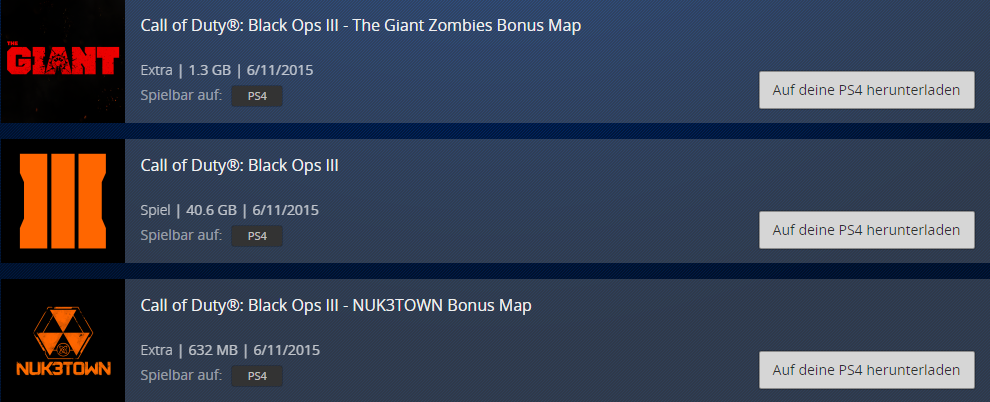 THE
GIANT
Call of Duty®: Black Ops III - The Giant Zombies Bonus Map
Extra | 1.3 GB | 6/11/2015
Spielbar auf: PS4
Auf deine PS4 herunterladen
III
Call of Duty®: Black Ops III
Spiel | 40.6 GB | 6/11/2015
Spielbar auf: PS4
Auf deine PS4 herunterladen
NUK3TOWN
Call of Duty®: Black Ops III - NUK3TOWN Bonus Map
Extra | 632 MB | 6/11/2015
Spielbar auf: PS4
Auf deine PS4 herunterladen